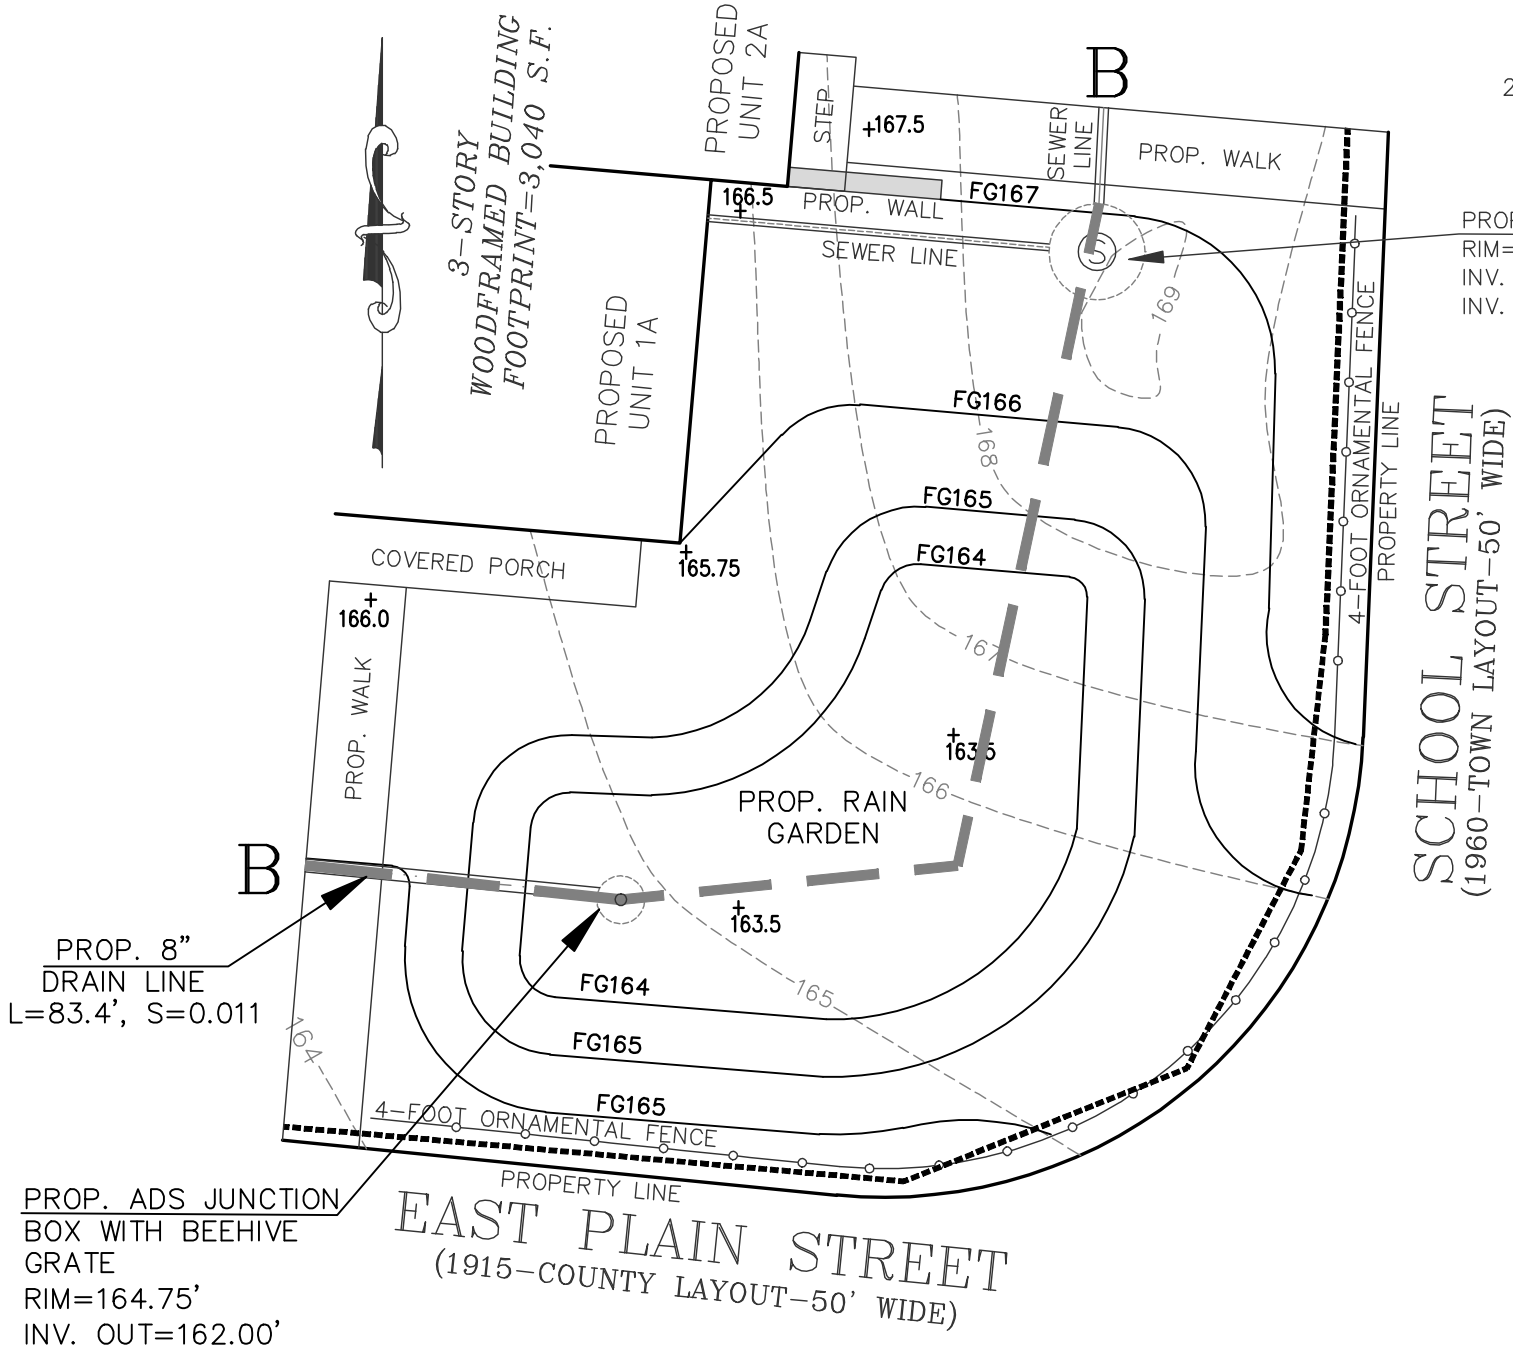 3-STORY
WOODFRAMED BUILDING
FOOTPRINT=3,040 S.F.
PROPOSED
UNIT 2A
STEP
+167.5
B
SEWER
LINE
PROP. WALK
2
166.5
PROP. WALL
FG167
SEWER LINE
S
PROP
RIM=
INV.
INV.
169
PROPOSED
UNIT 1A
FG166
168
FG165
FG164
4-FOOT ORNAMENTAL FENCE
PROPERTY LINE
SCHOOL STREET
(1960-TOWN LAYOUT-50' WIDE)
COVERED PORCH
165.75
166.0
PROP. WALK
167
163.5
166
PROP. RAIN
GARDEN
B
163.5
PROP. 8"
DRAIN LINE
L=83.4', S=0.011
FG164
165
164
FG165
FG165
4-FOOT ORNAMENTAL FENCE
PROPERTY LINE
EAST PLAIN STREET
(1915-COUNTY LAYOUT-50' WIDE)
PROP. ADS JUNCTION
BOX WITH BEEHIVE
GRATE
RIM=164.75'
INV. OUT=162.00'